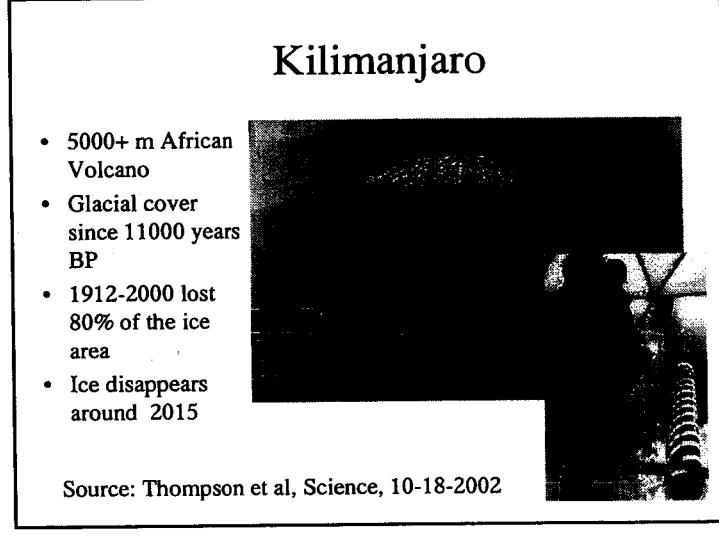 Kilimanjaro
• 5000+ m African
Volcano
• Glacial cover
since 11000 years
BP
• 1912-2000 lost
80% of the ice
area
• Ice disappears
around 2015
Source: Thompson et al, Science, 10-18-2002